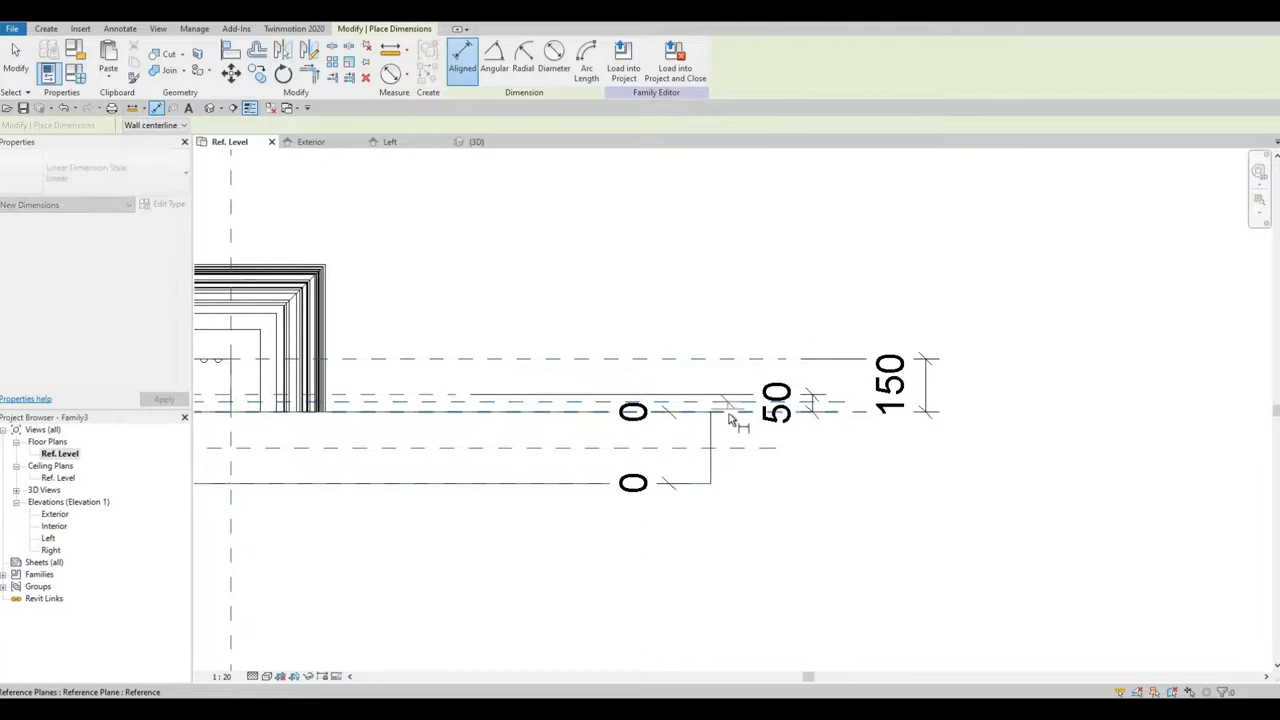 File Create Insert Annotate View Manage Add-Ins Twinmotion 2020 Modify | Place Dimensions
Modify Paste Cut Join Aligned Angular Radial Diameter Arc Length Load into Project Load into Project and Close
Select Properties Clipboard Geometry Modify Measure Create Dimension Family Editor
Modify | Place Dimensions Wall centerline
Properties
Ref. Level Exterior Left {3D}
Linear Dimension Style
Linear
New Dimensions Edit Type
Properties help Apply
Project Browser - Family3
Views (all)
Floor Plans
Ref. Level
Ceiling Plans
Ref. Level
3D Views
Elevations (Elevation 1)
Exterior
Interior
Left
Right
Sheets (all)
Families
Groups
Revit Links
0
0
50
150
1 : 20
Reference Planes : Reference Plane : Reference
:0